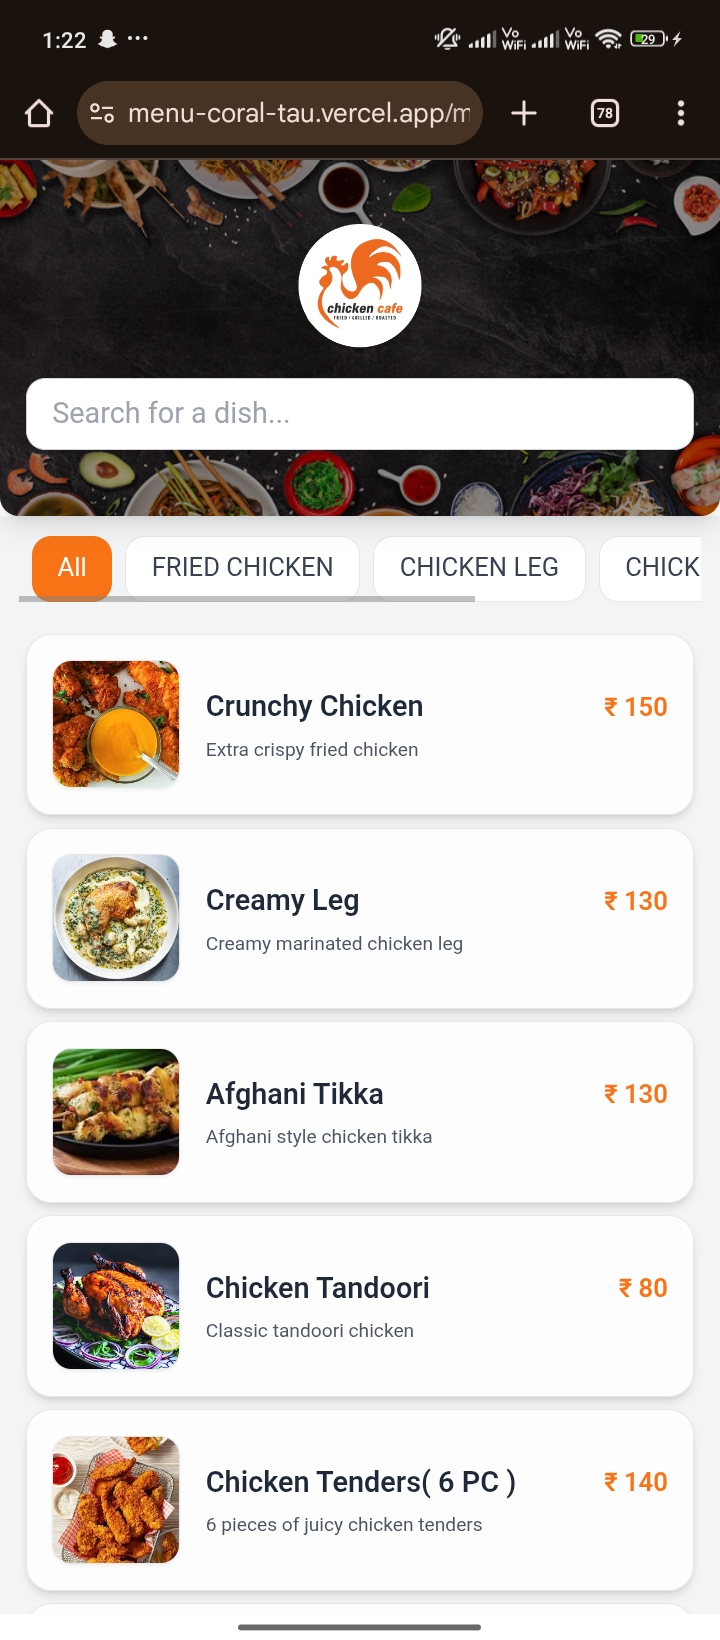 1:22
Vo
WiFi
Vo
WiFi
29
menu-coral-tau.vercel.app/m
78
chicken cafe
FRIED / GRILLED / ROASTED
Search for a dish...
All
FRIED CHICKEN
CHICKEN LEG
CHICK
Crunchy Chicken
₹ 150
Extra crispy fried chicken
Creamy Leg
₹ 130
Creamy marinated chicken leg
Afghani Tikka
₹ 130
Afghani style chicken tikka
Chicken Tandoori
₹ 80
Classic tandoori chicken
Chicken Tenders( 6 PC )
₹ 140
6 pieces of juicy chicken tenders